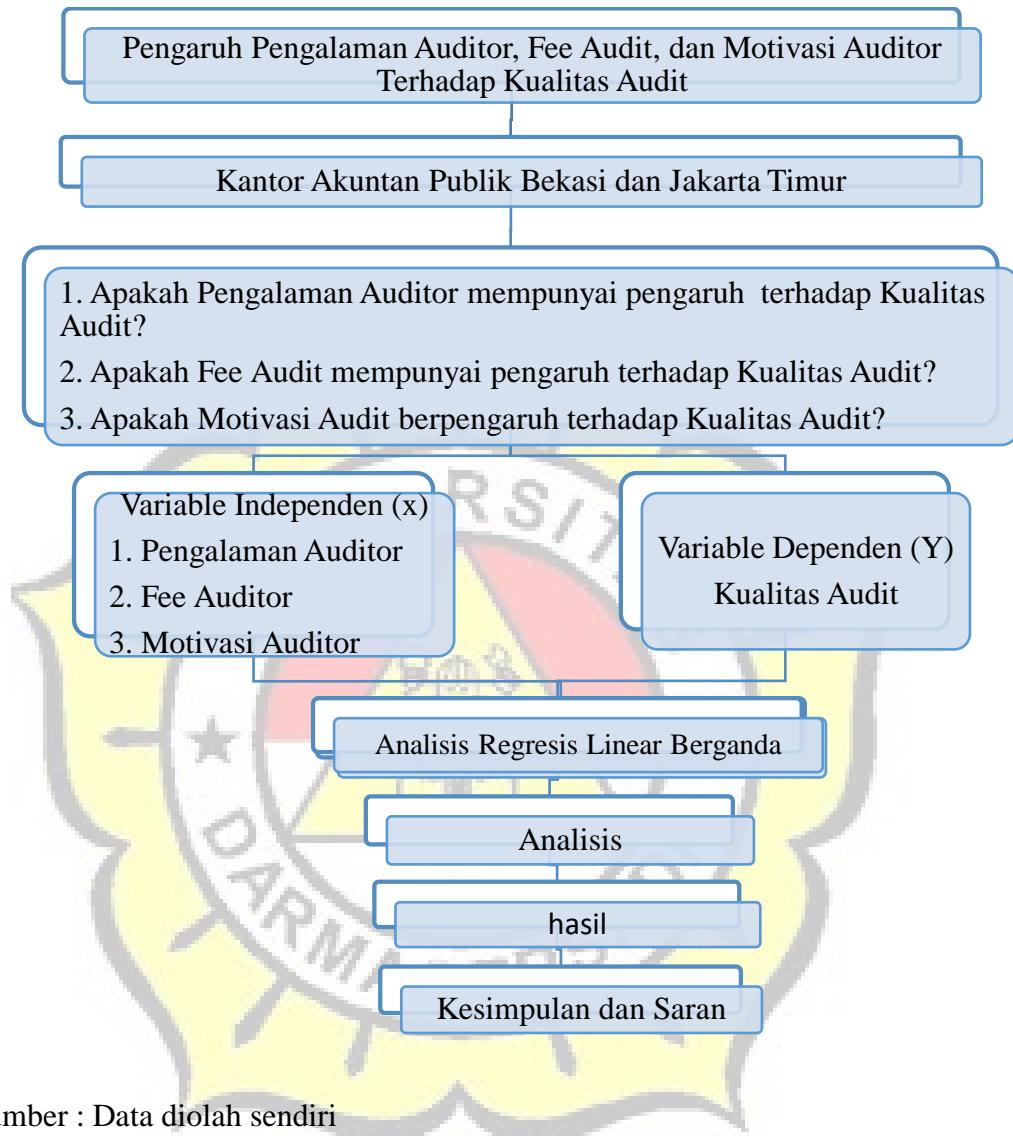 Pengaruh Pengalaman Auditor, Fee Audit, dan Motivasi Auditor
Terhadap Kualitas Audit
Kantor Akuntan Publik Bekasi dan Jakarta Timur
1. Apakah Pengalaman Auditor mempunyai pengaruh terhadap Kualitas
Audit?
2. Apakah Fee Audit mempunyai pengaruh terhadap Kualitas Audit?
3. Apakah Motivasi Audit berpengaruh terhadap Kualitas Audit?
Variable Independen (x)
1. Pengalaman Auditor
2. Fee Auditor
3. Motivasi Auditor
Variable Dependen (Y)
Kualitas Audit
Analisis Regresis Linear Berganda
Analisis
hasil
Kesimpulan dan Saran
: Data diolah sendiri